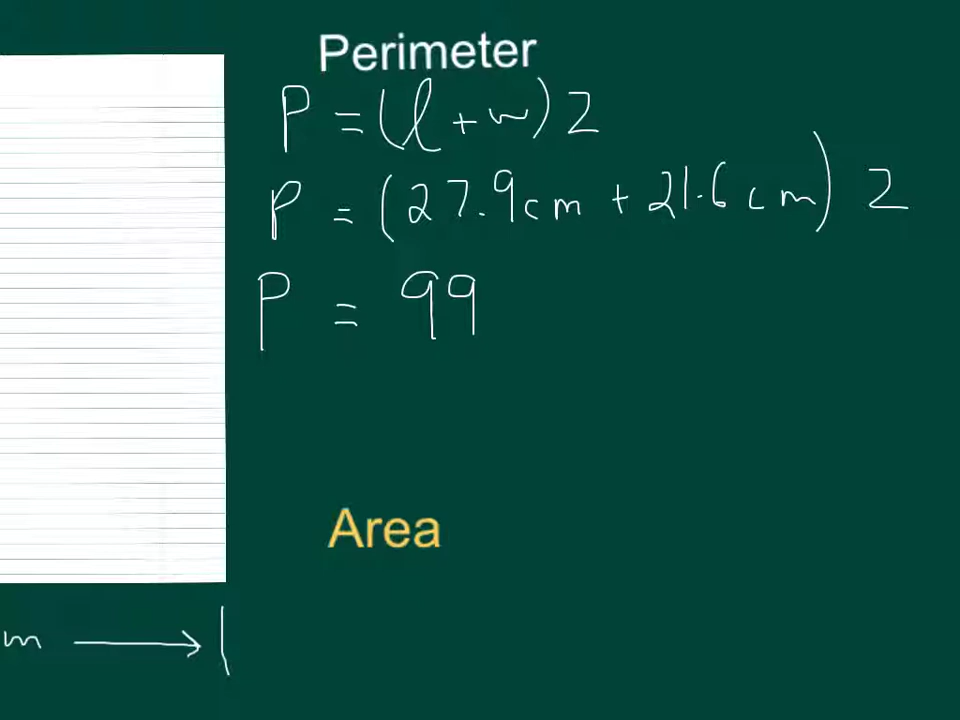 Perimeter
P = (l + w) 2
P = (27.9cm + 21.6cm) 2
P = 99
Area
m → |